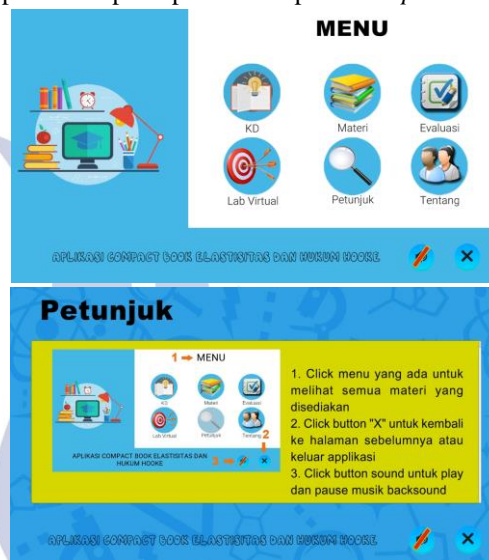 MENU
KD
Materi
Evaluasi
Lab Virtual
Petunjuk
Tentang
APLIKASI COMPACT BOOK ELASTISITAS DAN HUKUM HOOKE
Petunjuk
1 MENU
KD
Materi
Evaluasi
Lab Virtual
Petunjuk
Tentang 2
APLIKASI COMPACT BOOK ELASTISITAS DAN
HUKUM HOOKE
3
1. Click menu yang ada untuk
melihat semua materi yang
disediakan
2. Click button "X" untuk kembali
ke halaman sebelumnya atau
keluar applikasi
3. Click button sound untuk play
dan pause musik backsound
APLIKASI COMPACT BOOK ELASTISITAS DAN HUKUM HOOKE